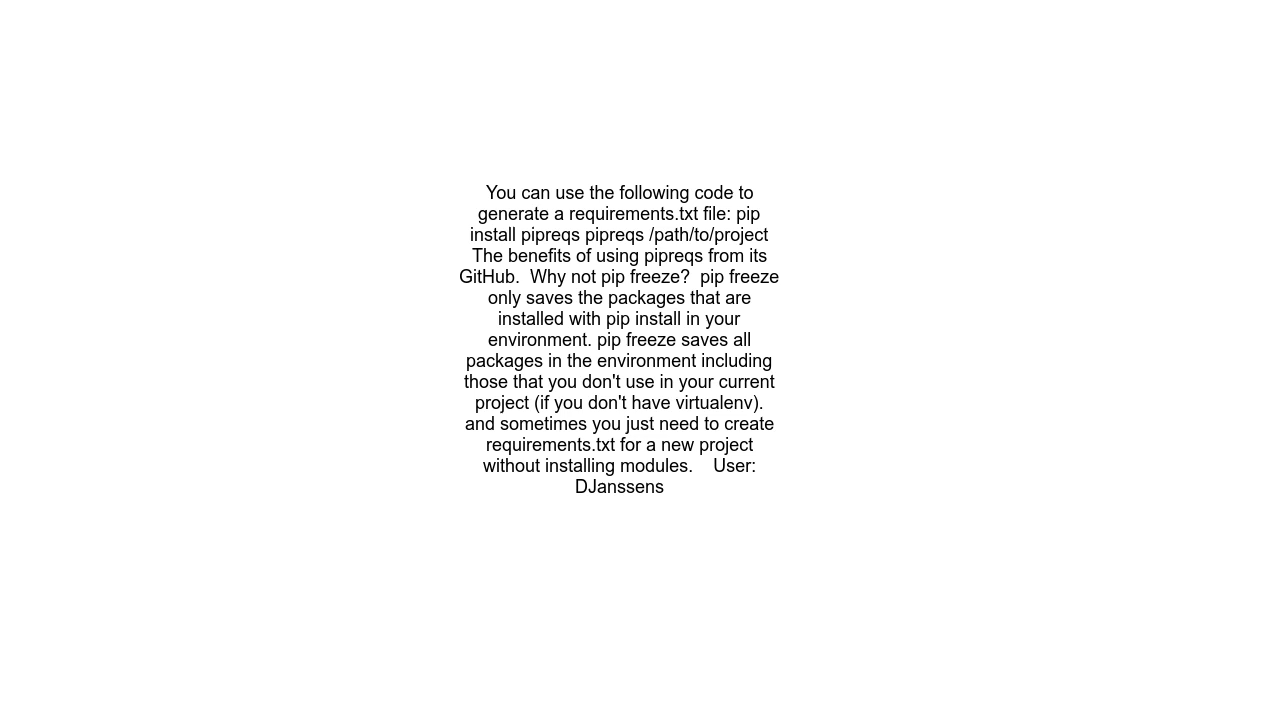 You can use the following code to
generate a requirements.txt file: pip
install pipreqs pipreqs /path/to/project
The benefits of using pipreqs from its
GitHub.  Why not pip freeze?  pip freeze
only saves the packages that are
installed with pip install in your
environment. pip freeze saves all
packages in the environment including
those that you don't use in your current
project (if you don't have virtualenv).
and sometimes you just need to create
requirements.txt for a new project
without installing modules.    User:
DJanssens